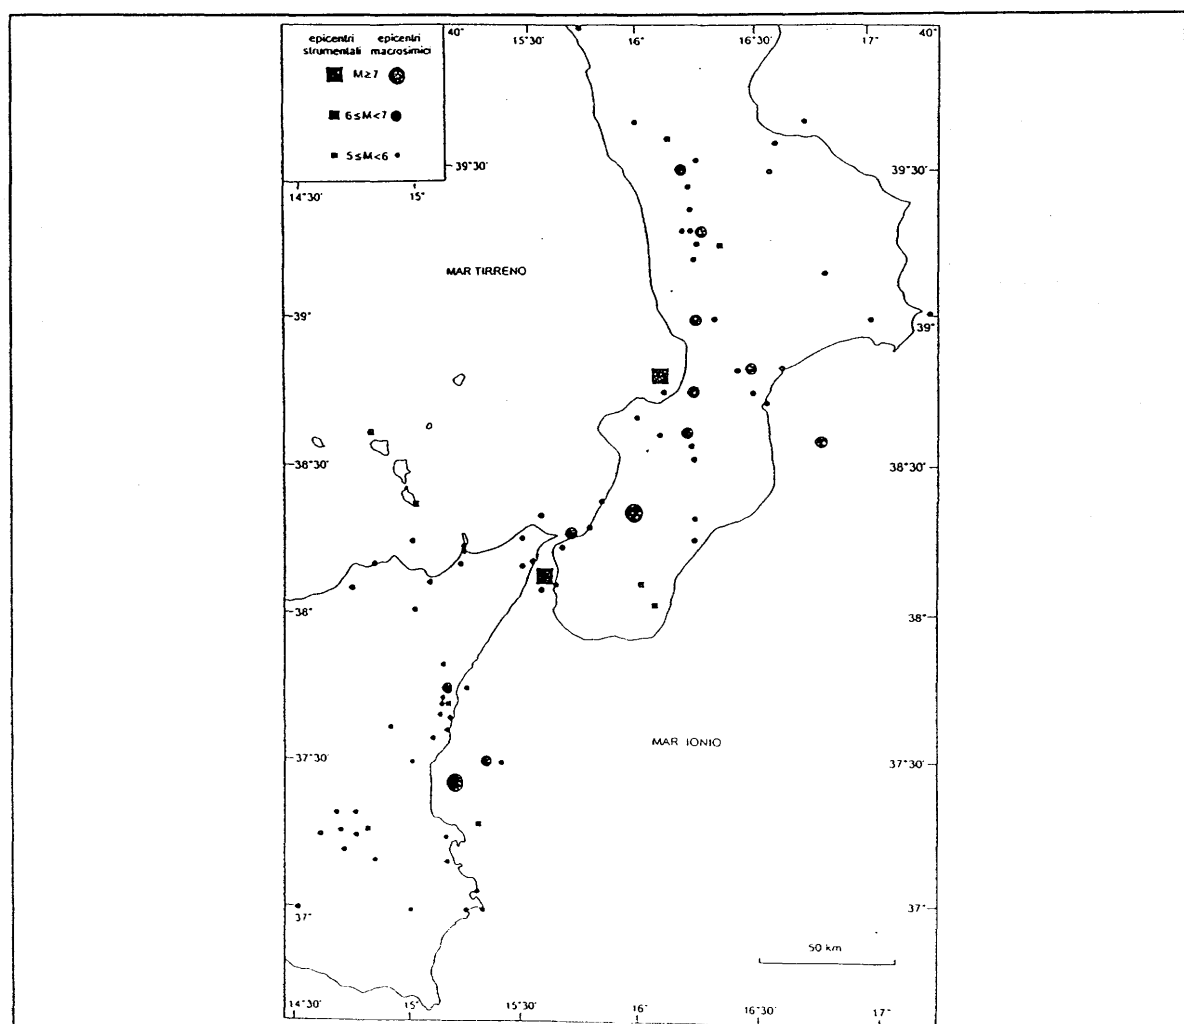 epicentri epicentri
strumentali macrosimici
M≥7
6≤M<7
5≤M<6
40° 15°30' 16° 16°30' 17° 40°
39°30' 39°30'
14°30' 15°
MAR TIRRENO
39° 39°
38°30' 38°30'
38° 38°
MAR IONIO
37°30' 37°30'
37° 37°
50 km
14°30' 15° 15°30' 16° 16°30' 17°